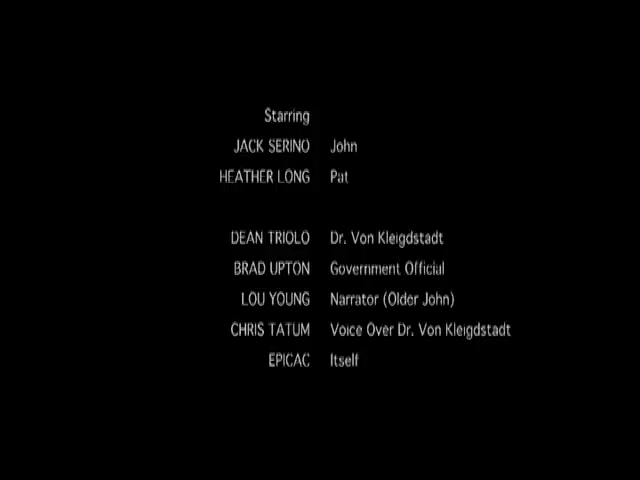 Starring
JACK SERINO John
HEATHER LONG Pat
DEAN TRIOLO Dr. Von Kleigdstadt
BRAD UPTON Government Official
LOU YOUNG Narrator (Older John)
CHRIS TATUM Voice Over Dr. Von Kleigdstadt
EPICAC Itself